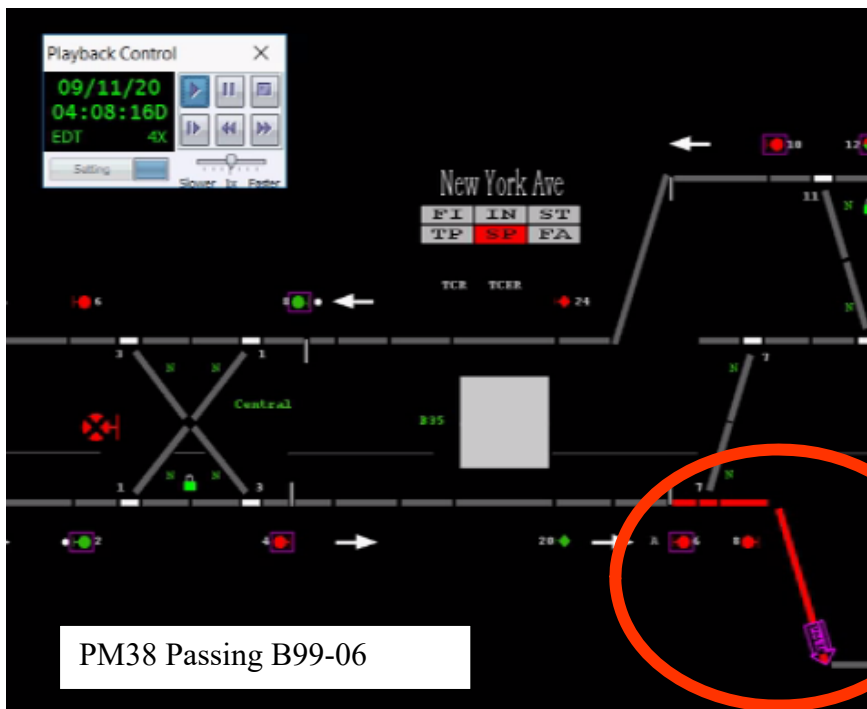 Playback Control
09/11/20
04:08:16D
EDT 4X
Setting
Slower 1x Faster
10 12
New York Ave
11 N
FI IN ST
TP SP FA
TCR TCER
6 8 24
N
3 1 7
N N N
Central
B35
N N N
1 3 7
2 4 20 A 6 8
PM38 Passing B99-06